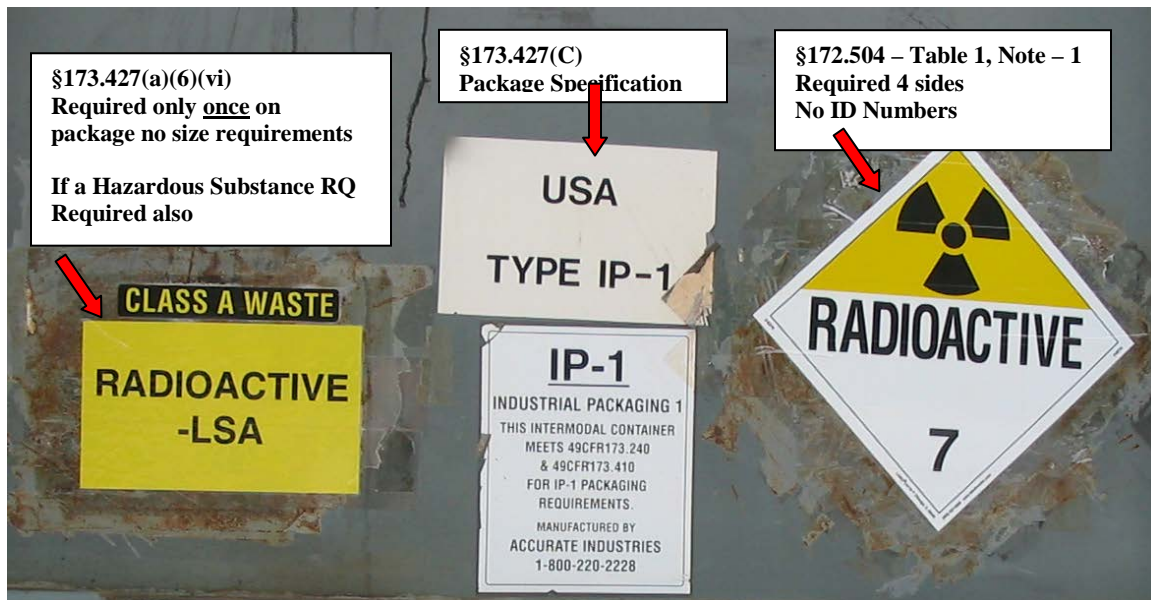 §173.427(a)(6)(vi)
Required only once on
package no size requirements
If a Hazardous Substance RQ
Required also
§173.427(C)
Package Specification
§172.504 – Table 1, Note – 1
Required 4 sides
No ID Numbers
CLASS A WASTE
RADIOACTIVE
-LSA
USA
TYPE IP-1
IP-1
INDUSTRIAL PACKAGING 1
THIS INTERMODAL CONTAINER
MEETS 49CFR173.240
& 49CFR173.410
FOR IP-1 PACKAGING
REQUIREMENTS.
MANUFACTURED BY
ACCURATE INDUSTRIES
1-800-220-2228
RADIOACTIVE
7